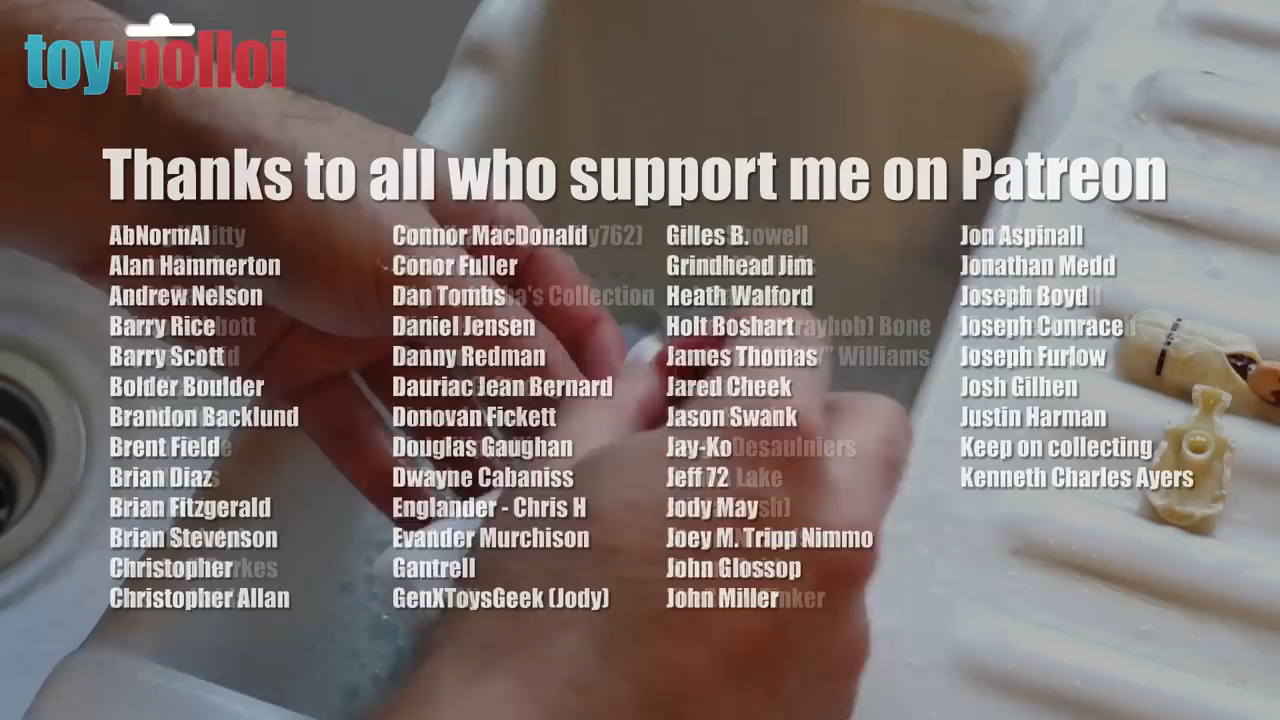 toy·polloi
Thanks to all who support me on Patreon
AbNormAl
Alan Hammerton
Andrew Nelson
Barry Rice
Barry Scott
Bolder Boulder
Brandon Backlund
Brent Field
Brian Diaz
Brian Fitzgerald
Brian Stevenson
Christopher
Christopher Allan
Connor MacDonald
Conor Fuller
Dan Tombs
Daniel Jensen
Danny Redman
Dauriac Jean Bernard
Donovan Fickett
Douglas Gaughan
Dwayne Cabaniss
Englander - Chris H
Evander Murchison
Gantrell
GenXToysGeek (Jody)
Gilles B.
Grindhead Jim
Heath Walford
Holt Boshart
James Thomas
Jared Cheek
Jason Swank
Jay-Ko
Jeff 72
Jody May
Joey M. Tripp Nimmo
John Glossop
John Miller
Jon Aspinall
Jonathan Medd
Joseph Boyd
Joseph Conrace
Joseph Furlow
Josh Gilhen
Justin Harman
Keep on collecting
Kenneth Charles Ayers